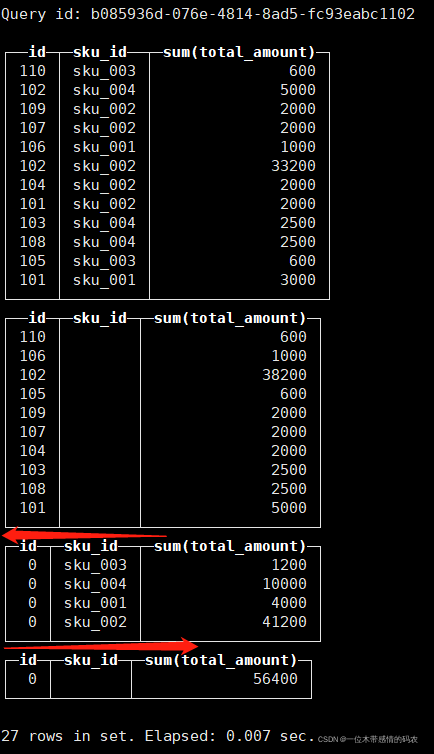 Query id: b085936d-076e-4814-8ad5-fc93eabc1102
id sku_id sum(total_amount)
110 sku_003 600
102 sku_004 5000
109 sku_002 2000
107 sku_002 2000
106 sku_001 1000
102 sku_002 33200
104 sku_002 2000
101 sku_002 2000
103 sku_004 2500
108 sku_004 2500
105 sku_003 600
101 sku_001 3000
id sku_id sum(total_amount)
110 600
106 1000
102 38200
105 600
109 2000
107 2000
104 2000
103 2500
108 2500
101 5000
id sku_id sum(total_amount)
0 sku_003 1200
0 sku_004 10000
0 sku_001 4000
0 sku_002 41200
id sku_id sum(total_amount)
0 56400
27 rows in set. Elapsed: 0.007 sec.
CSDN @一位木带感情的码农